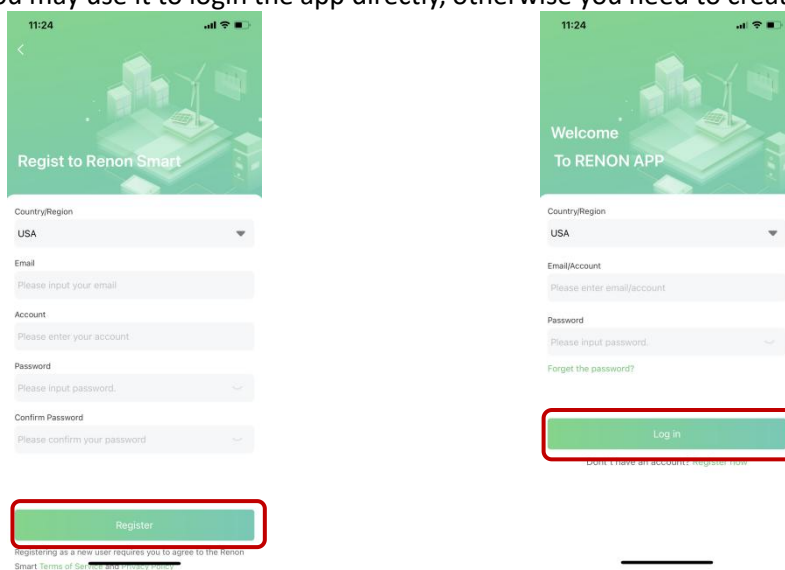 ou may use it to login the app directly, otherwise you need to creat
11:24
Regist to Renon Smart
Country/Region
USA
Email
Please input your email
Account
Please enter your account
Password
Please input password.
Confirm Password
Please confirm your password
Register
Registering as a new user requires you to agree to the Renon
Smart Terms of Service and Privacy Policy
11:24
Welcome
To RENON APP
Country/Region
USA
Email/Account
Please enter email/account
Password
Please input password.
Forget the password?
Log in
Dont't have an account? Register now